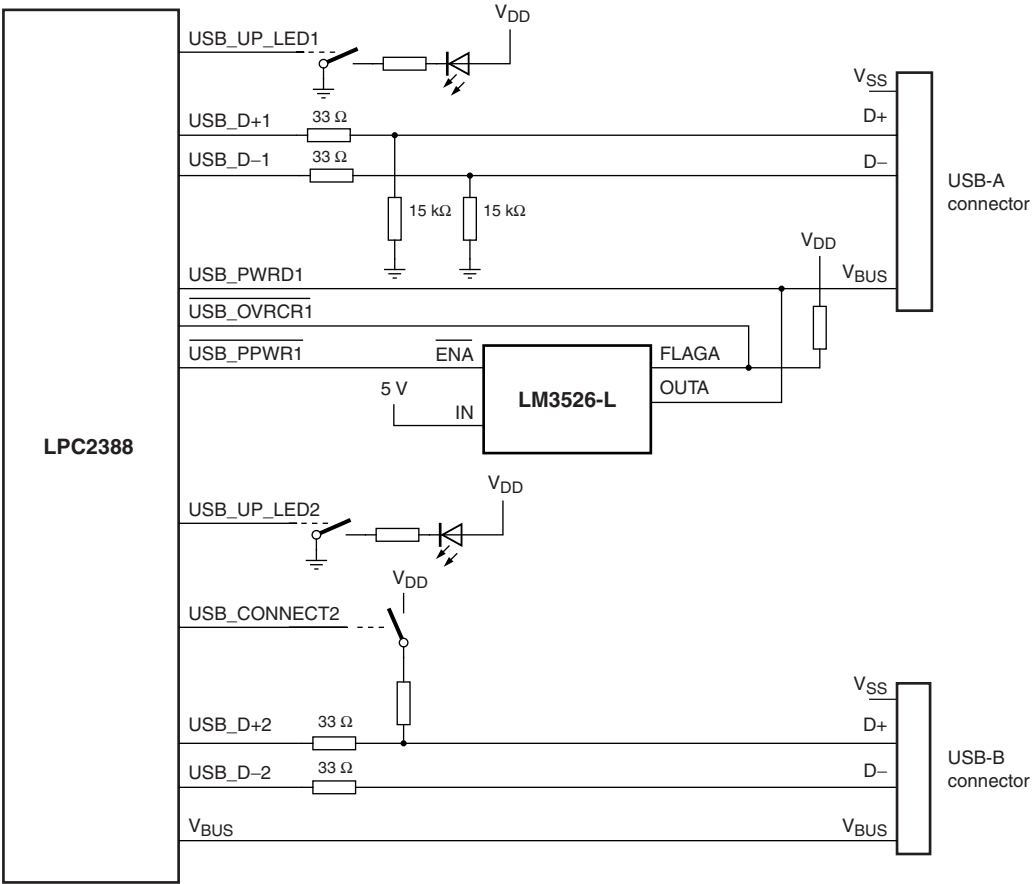 LPC2388
USB_UP_LED1
VDD
USB_D+1
33 Ω
USB_D−1
33 Ω
15 kΩ
15 kΩ
VSS
D+
D−
USB-A
connector
VDD
VBUS
USB_PWRD1
USB_OVRCR1
USB_PPWR1
ENA
FLAGA
5 V
IN
LM3526-L
OUTA
USB_UP_LED2
VDD
VDD
USB_CONNECT2
VSS
USB_D+2
33 Ω
D+
USB_D−2
33 Ω
D−
USB-B
connector
VBUS
VBUS